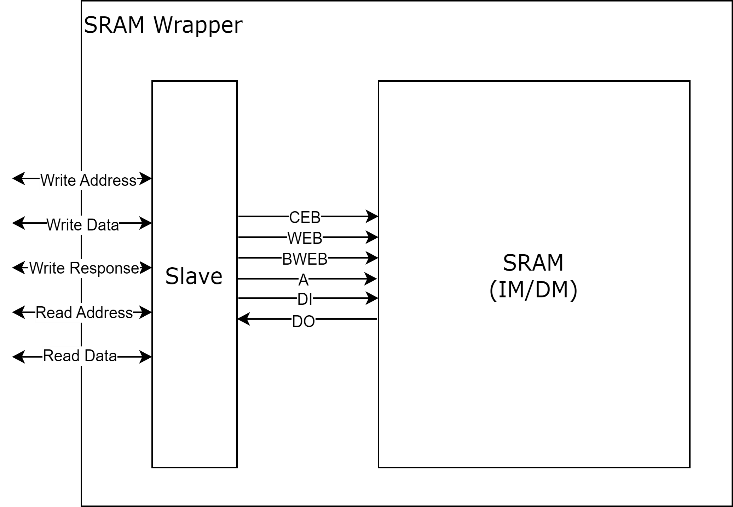 SRAM Wrapper
Write Address
Write Data
Write Response
Read Address
Read Data
Slave
CEB
WEB
BWEB
A
DI
DO
SRAM
(IM/DM)